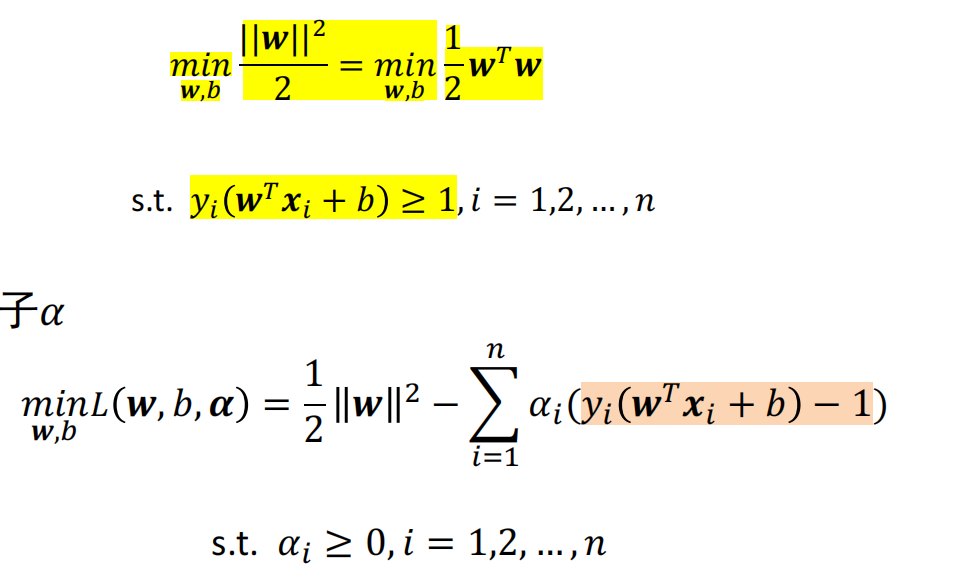 min_{w,b} ||w||²/2 = min_{w,b} 1/2 wᵀw
s.t. yᵢ(wᵀxᵢ + b) ≥ 1, i = 1,2, … , n
子α
min_{w,b} L(w, b, α) = 1/2 ||w||² − ∑_{i=1}^{n} αᵢ(yᵢ(wᵀxᵢ + b) − 1)
s.t. αᵢ ≥ 0, i = 1,2, … , n